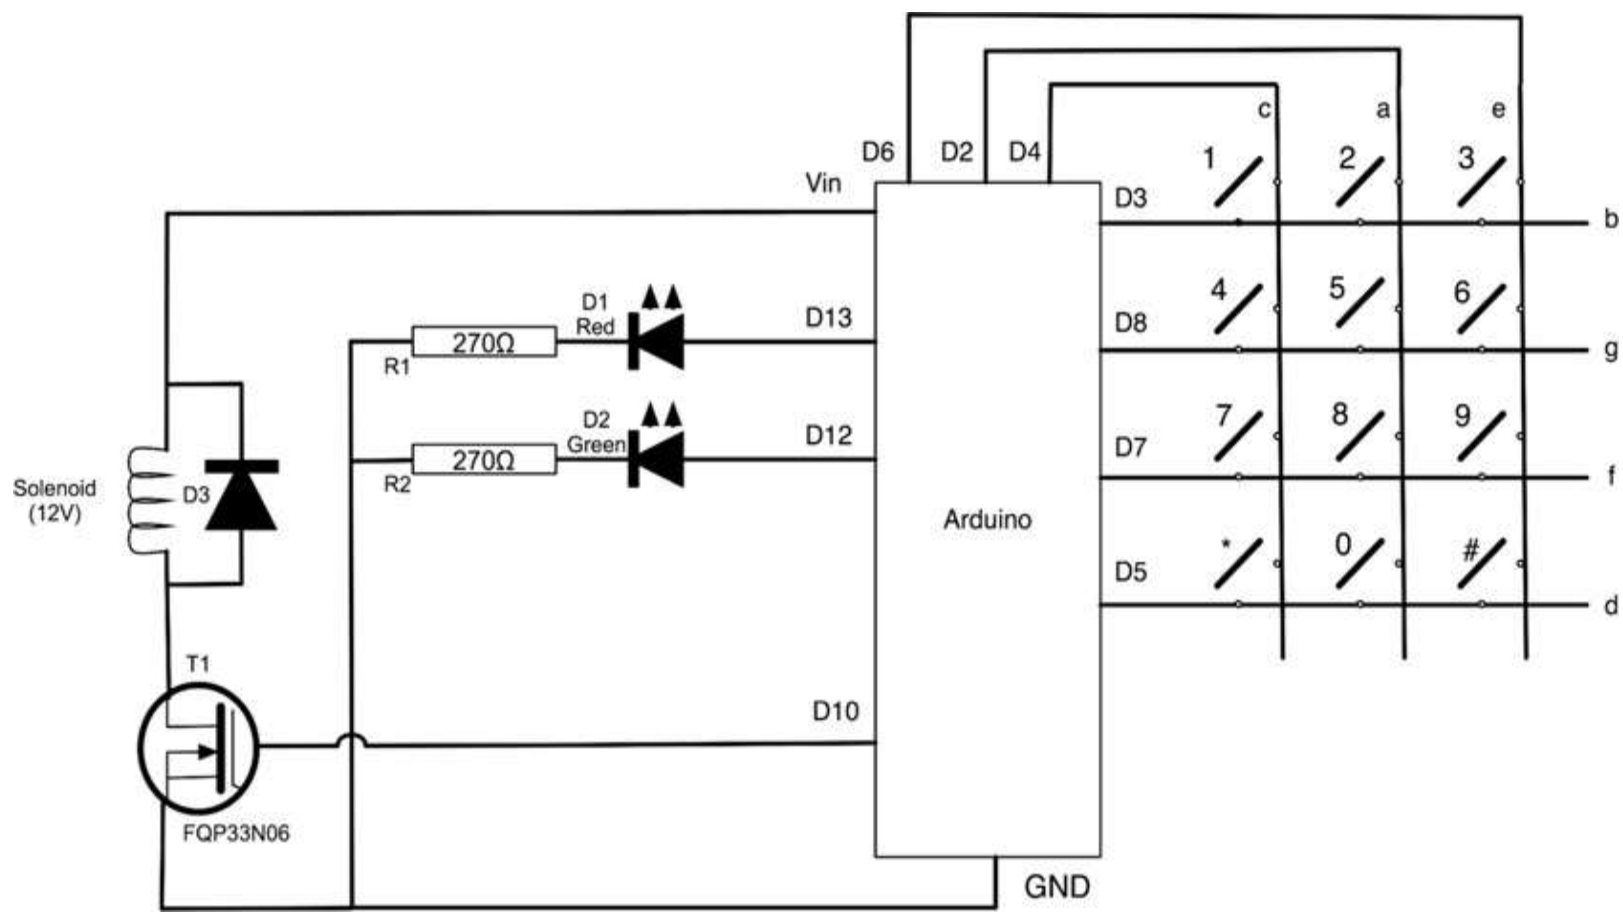 c
a
e
D6
D2
D4
1
2
3
Vin
D3
b
D1
Red
D13
4
5
6
D8
270Ω
g
R1
D2
Green
D12
7
8
9
D7
270Ω
f
R2
Solenoid
(12V)
D3
Arduino
*
0
#
D5
d
T1
D10
FQP33N06
GND